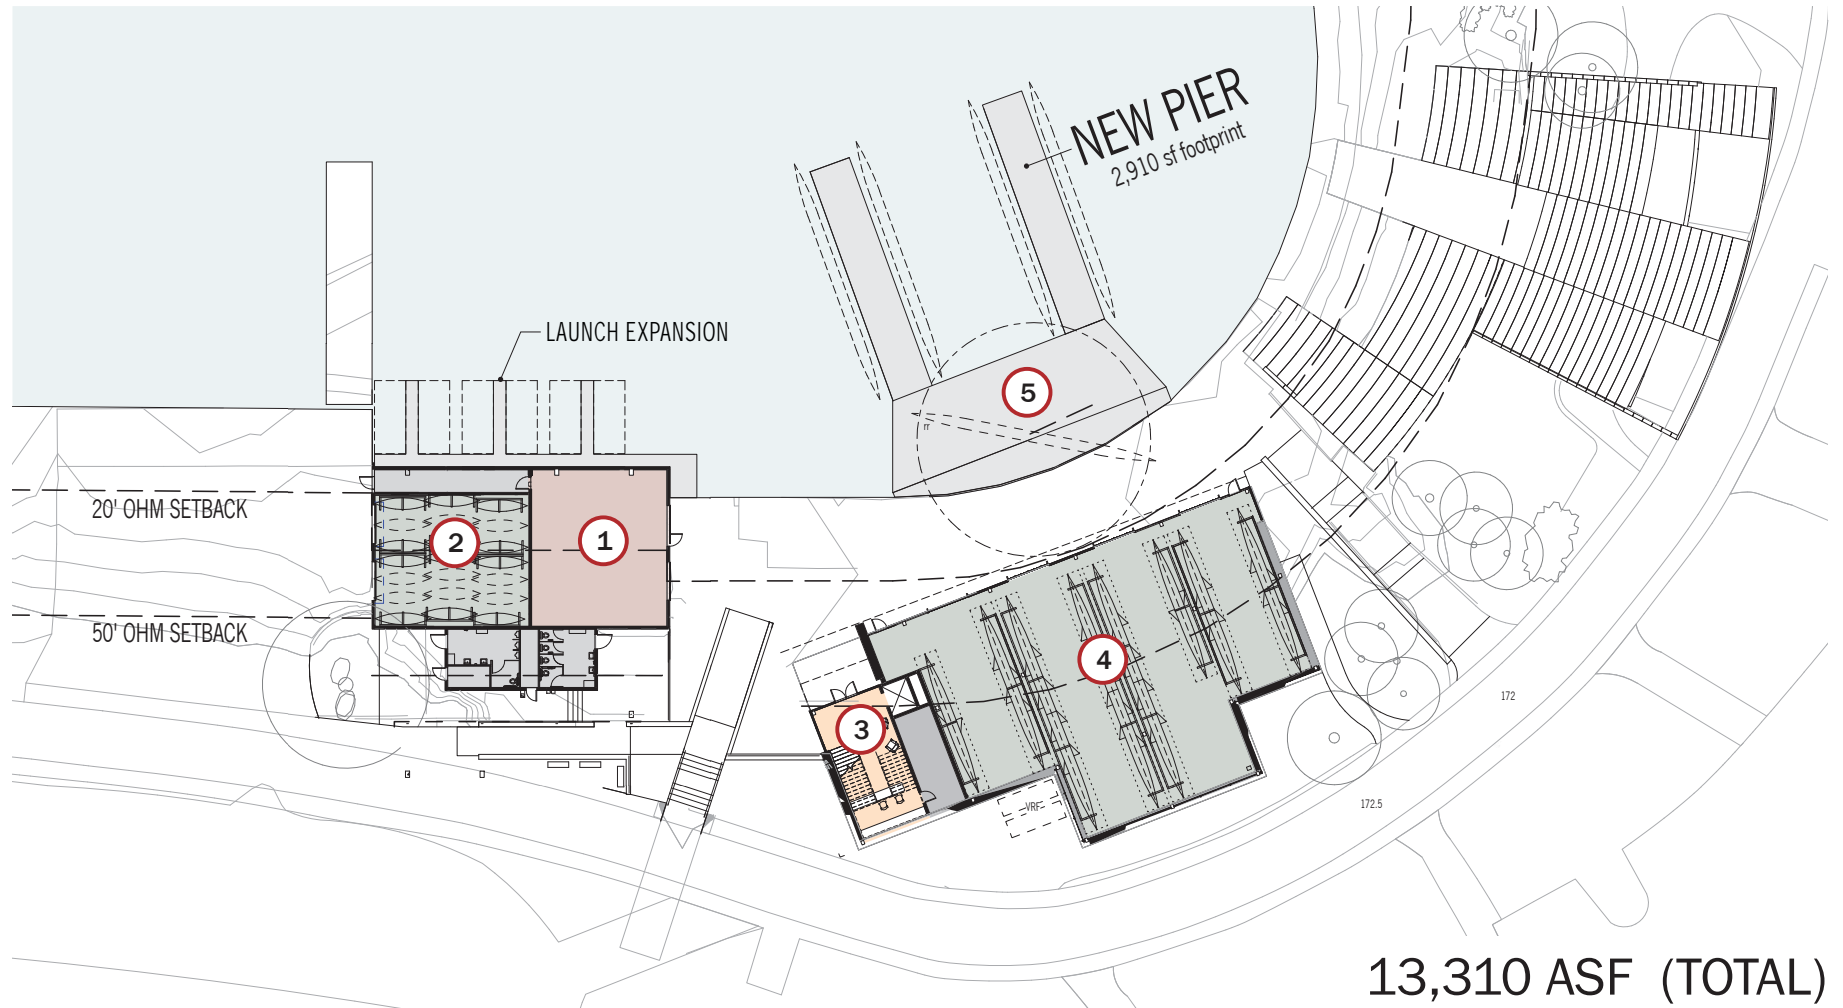 NEW PIER
2,910 sf footprint
LAUNCH EXPANSION
5
20' OHM SETBACK
2
1
50' OHM SETBACK
4
172
3
VRF
172.5
13,310 ASF (TOTAL)